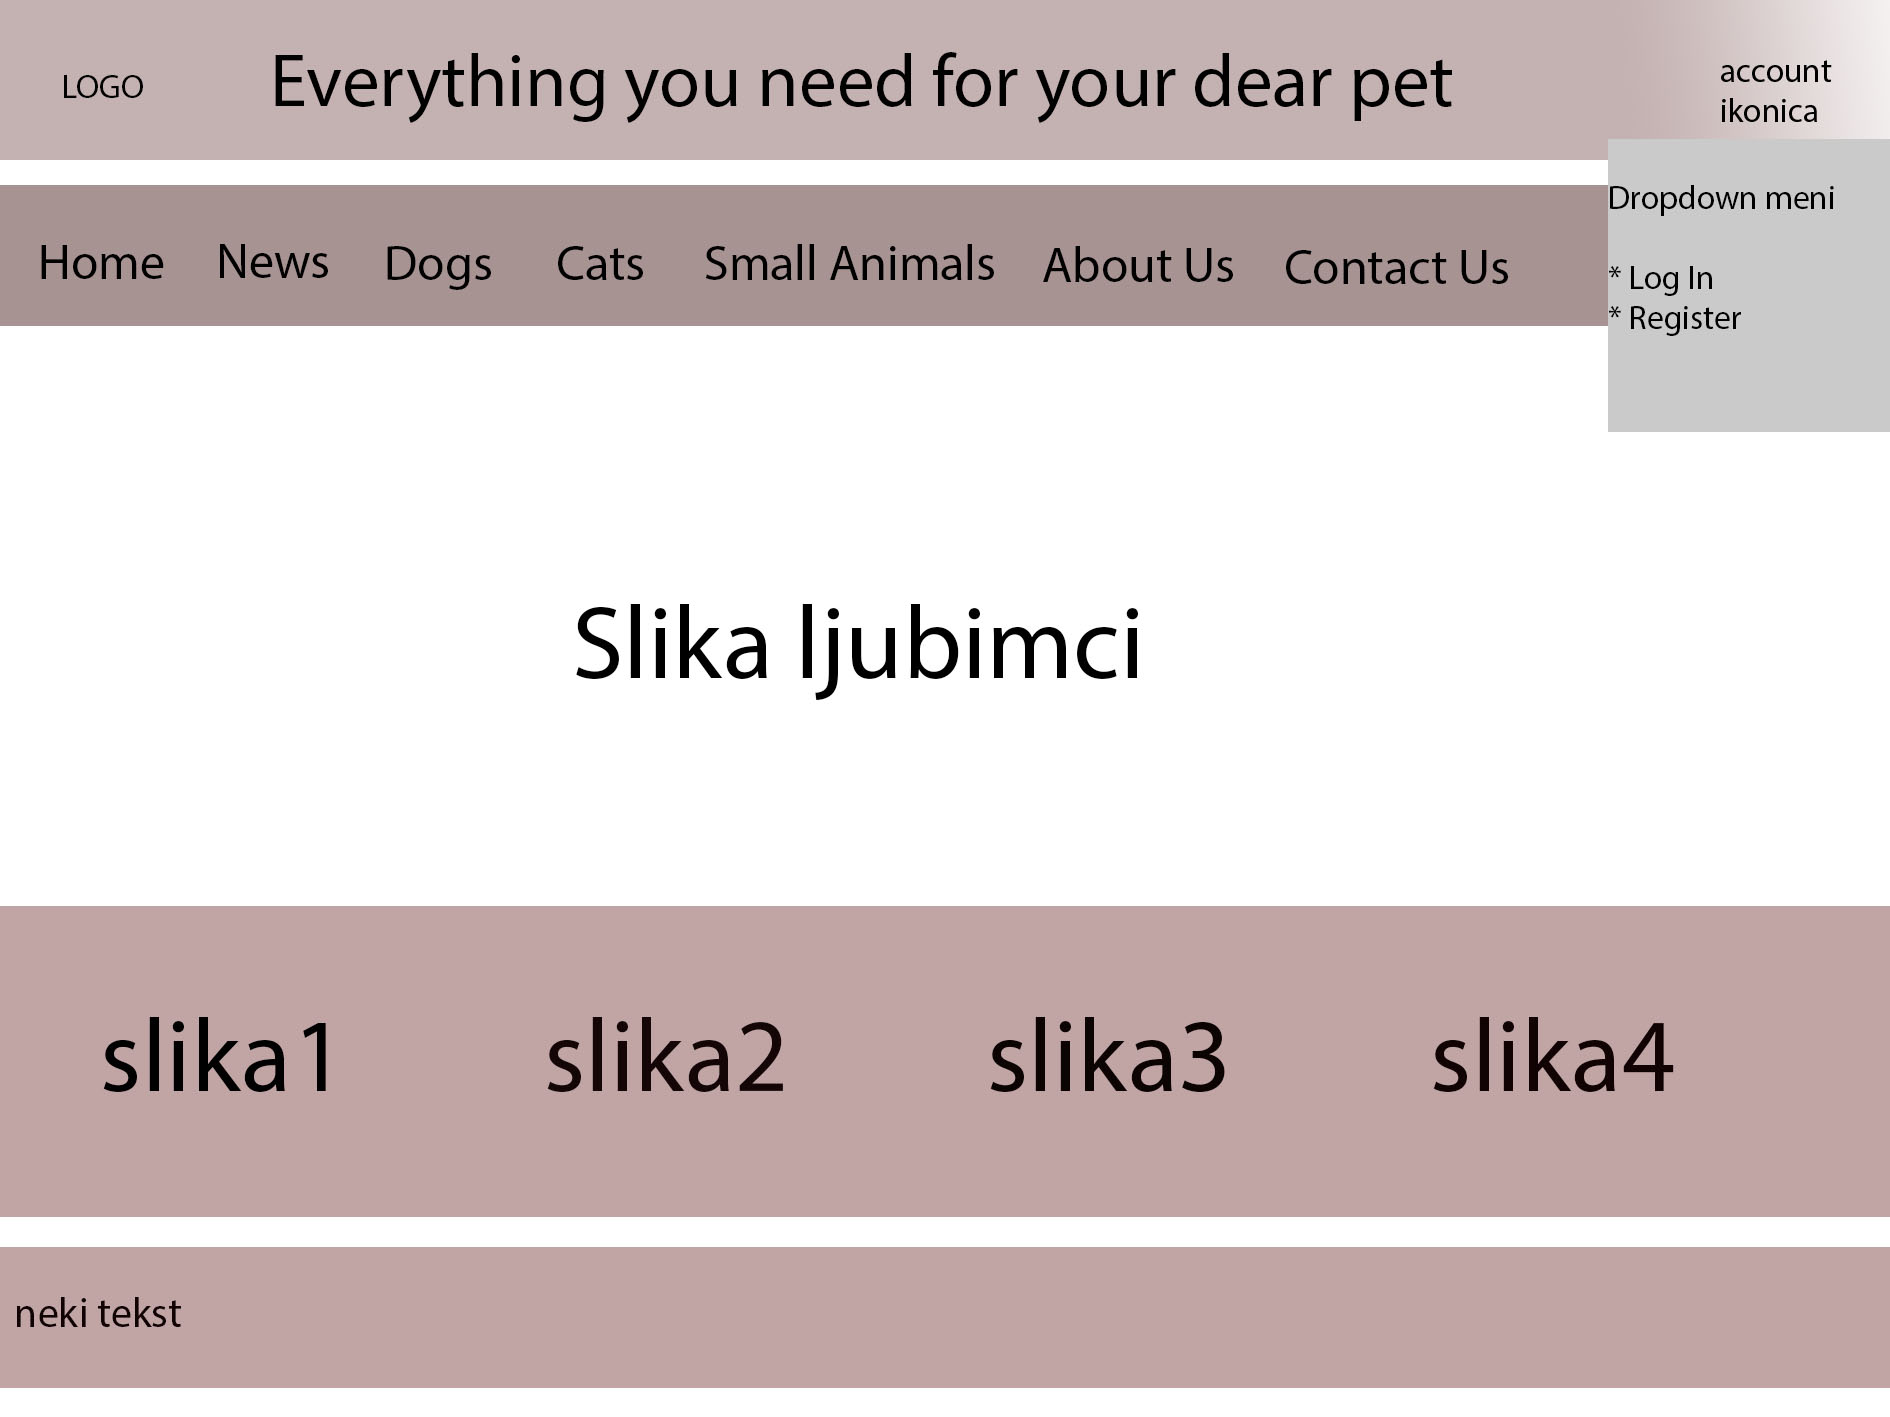 LOGO
Everything you need for your dear pet
account
ikonica
Dropdown meni
* Log In
* Register
Home News Dogs Cats Small Animals About Us Contact Us
Slika ljubimci
slika1 slika2 slika3 slika4
neki tekst